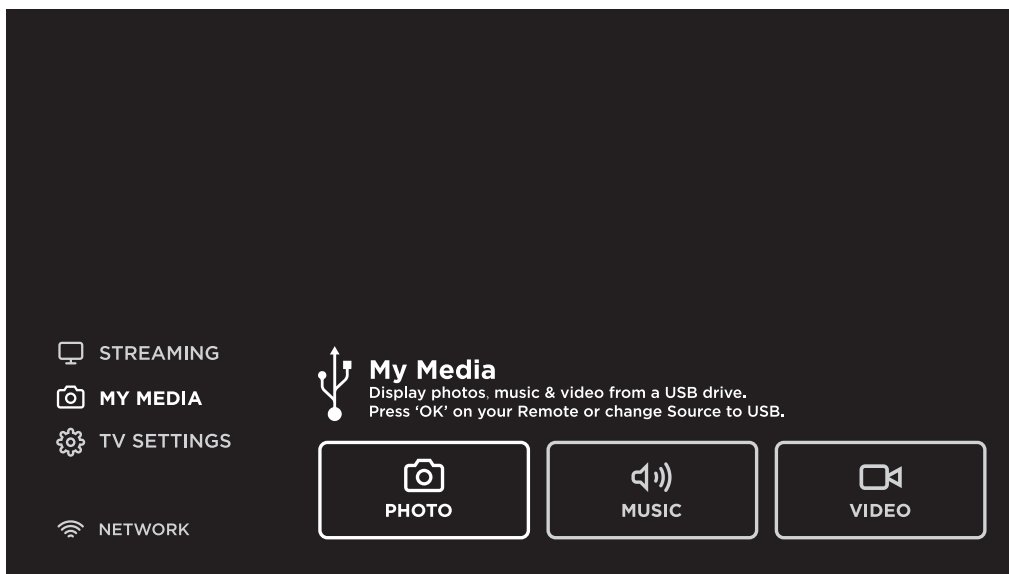 STREAMING
MY MEDIA
TV SETTINGS
NETWORK
My Media
Display photos, music & video from a USB drive.
Press ‘OK’ on your Remote or change Source to USB.
PHOTO
MUSIC
VIDEO